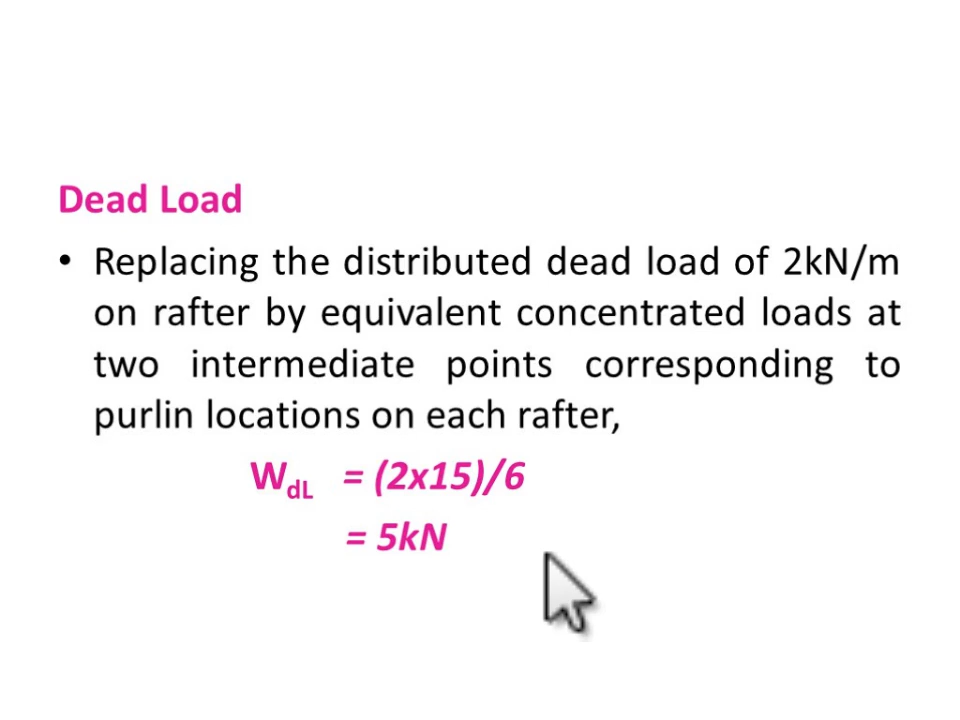 Dead Load
• Replacing the distributed dead load of 2kN/m
on rafter by equivalent concentrated loads at
two intermediate points corresponding to
purlin locations on each rafter,
WdL = (2x15)/6
= 5kN